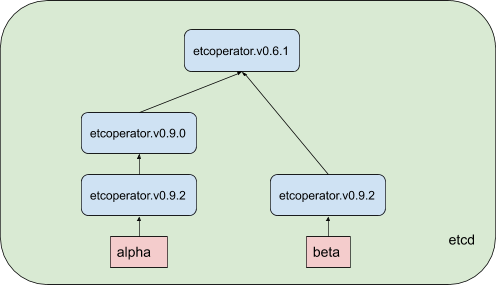 etcoperator.v0.6.1
etcoperator.v0.9.0
etcoperator.v0.9.2
etcoperator.v0.9.2
alpha
beta
etcd